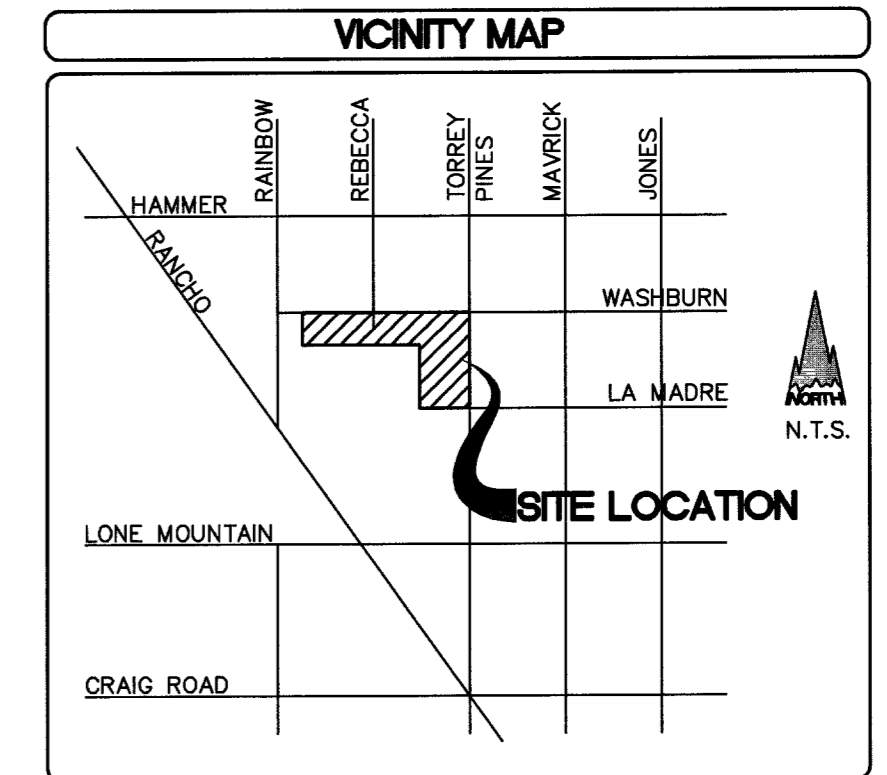 VICINITY MAP
RAINBOW
REBECCA
TORREY
PINES
MAVRICK
JONES
HAMMER
RANCHO
WASHBURN
LA MADRE
NORTH
N.T.S.
SITE LOCATION
LONE MOUNTAIN
CRAIG ROAD